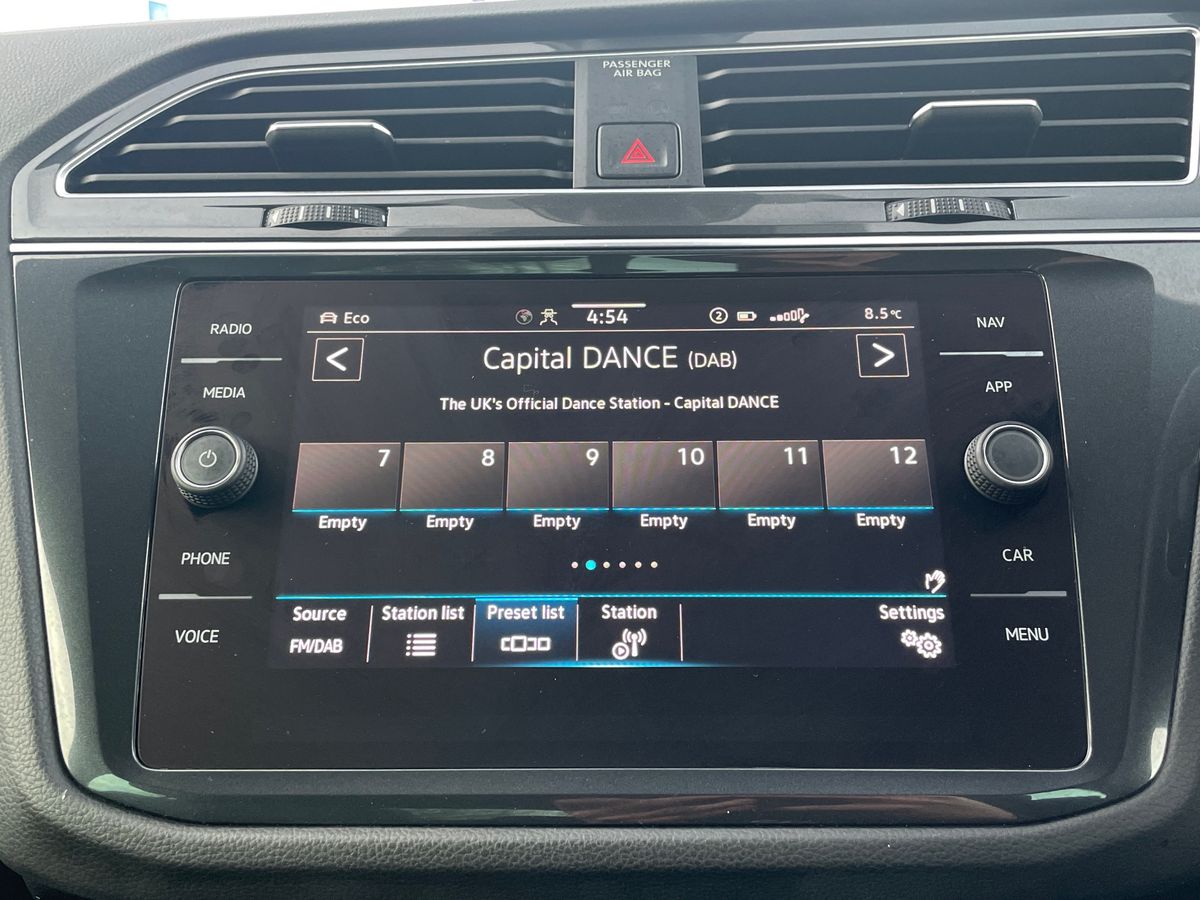 PASSENGER
AIR BAG
RADIO
MEDIA
PHONE
VOICE
NAV
APP
CAR
MENU
Eco
4:54
2
8.5°C
<
Capital DANCE (DAB)
>
The UK's Official Dance Station - Capital DANCE
7 8 9 10 11 12
Empty Empty Empty Empty Empty Empty
Source Station list Preset list Station Settings
FM/DAB